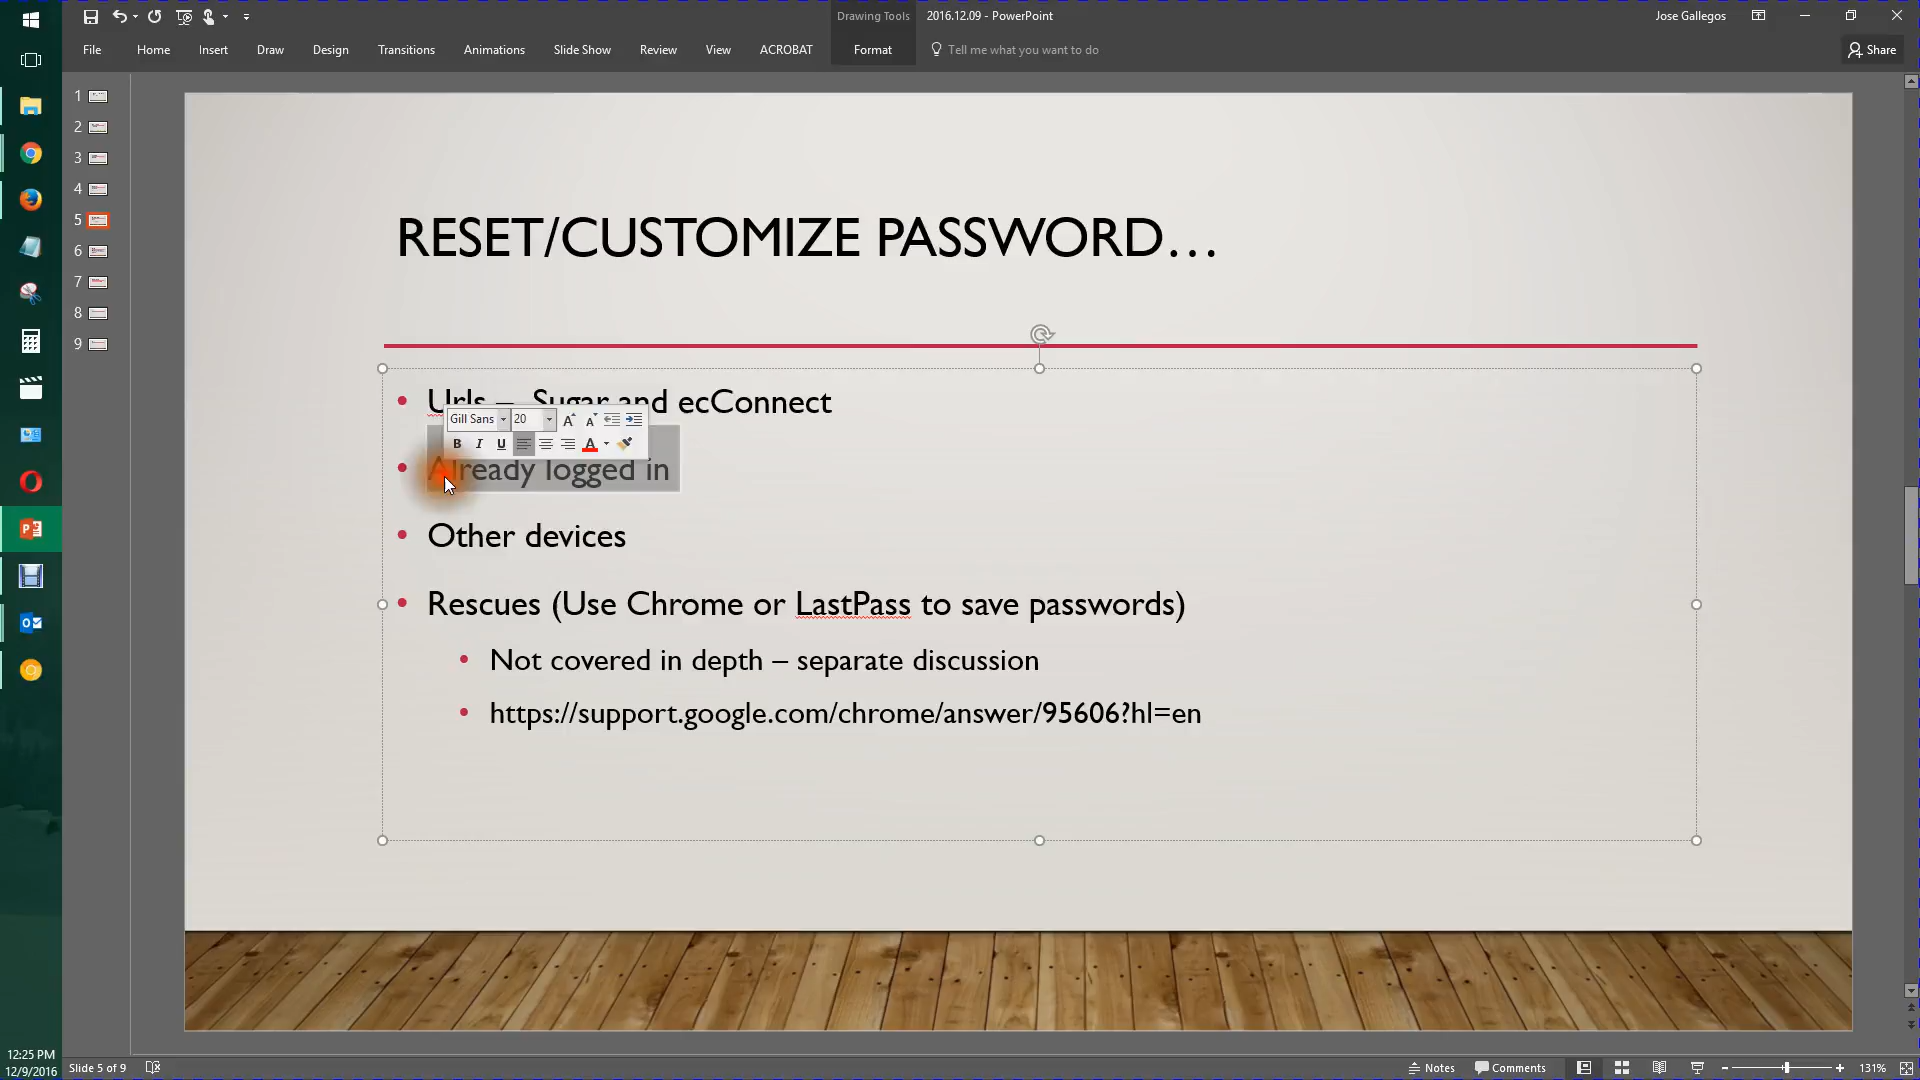 Drawing Tools
2016.12.09 - PowerPoint
Jose Gallegos
File
Home
Insert
Draw
Design
Transitions
Animations
Slide Show
Review
View
ACROBAT
Format
Tell me what you want to do
Share
1
2
3
4
5
6
7
8
9
RESET/CUSTOMIZE PASSWORD…
Urls – Sugar and ecConnect
Gill Sans
20
B I U
Already logged in
Other devices
Rescues (Use Chrome or LastPass to save passwords)
Not covered in depth – separate discussion
https://support.google.com/chrome/answer/95606?hl=en
12:25 PM
12/9/2016
Slide 5 of 9
Notes
Comments
131%